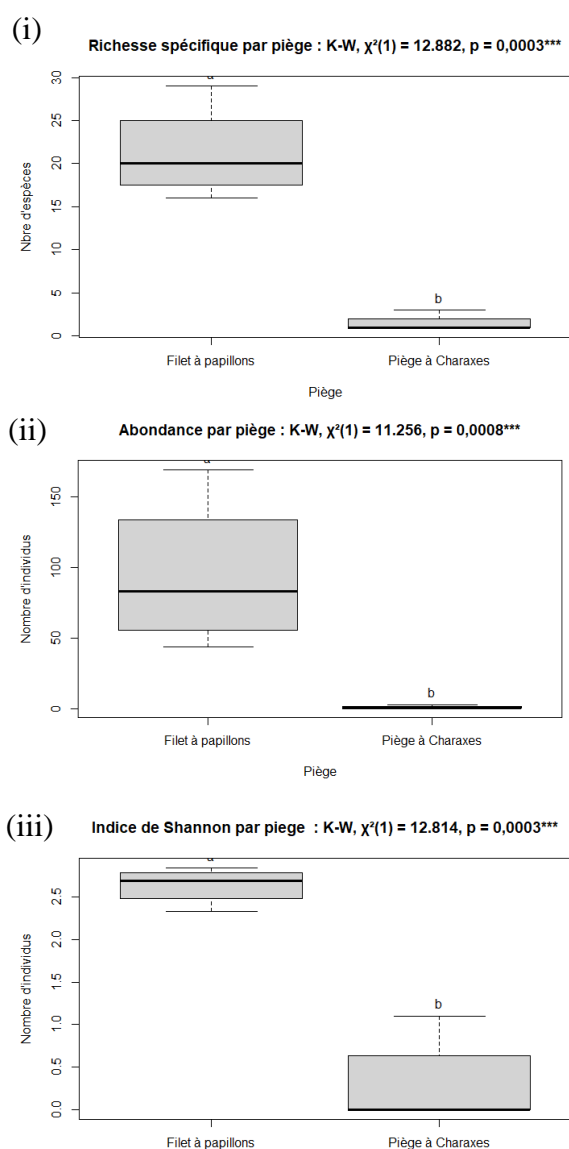 (i)
Richesse spécifique par piège : K-W, χ²(1) = 12.882, p = 0,0003***
a
30
25
20
15
10
5
0
Nbre d'espèces
b
Filet à papillons
Piège à Charaxes
Piège
(ii)
Abondance par piège : K-W, χ²(1) = 11.256, p = 0,0008***
a
150
100
50
0
Nombre d'individus
b
Filet à papillons
Piège à Charaxes
Piège
(iii)
Indice de Shannon par piege : K-W, χ²(1) = 12.814, p = 0,0003***
a
2.5
2.0
1.5
1.0
0.5
0.0
Nombre d'individus
b
Filet à papillons
Piège à Charaxes